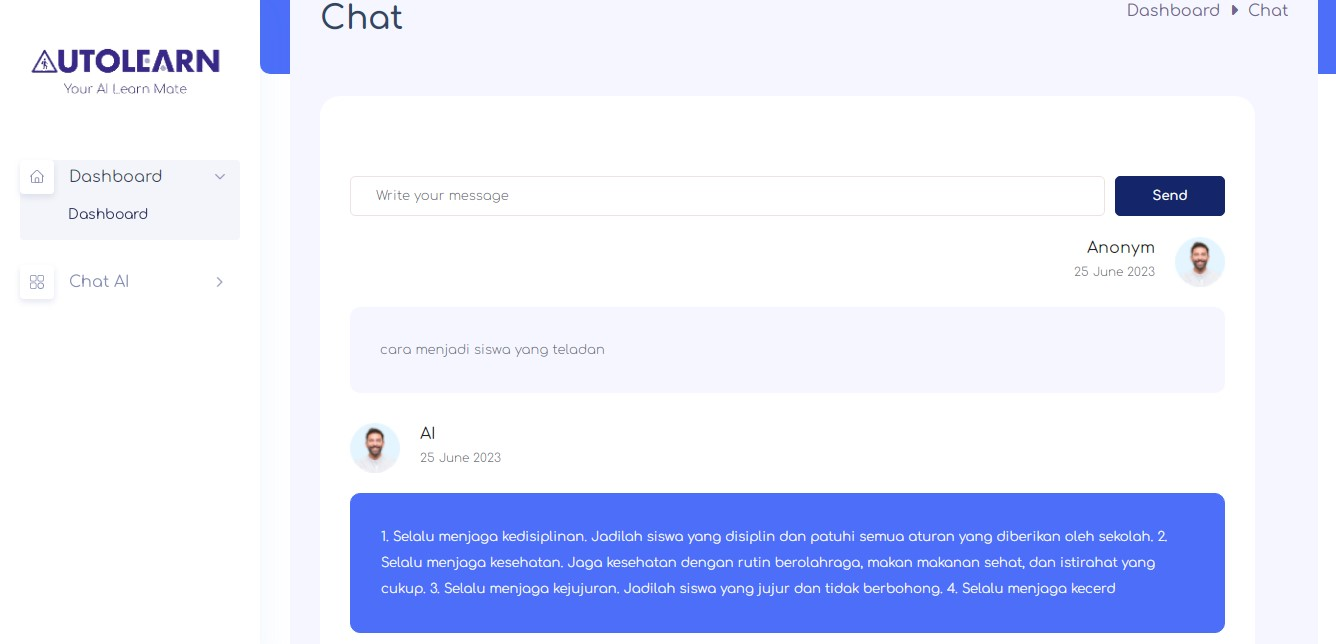 Chat
Dashboard Chat
AUTOLEARN
Your AI Learn Mate
Dashboard
Dashboard
Chat AI
Write your message
Send
Anonym
25 June 2023
cara menjadi siswa yang teladan
AI
25 June 2023
1. Selalu menjaga kedisiplinan. Jadilah siswa yang disiplin dan patuhi semua aturan yang diberikan oleh sekolah. 2.
Selalu menjaga kesehatan. Jaga kesehatan dengan rutin berolahraga, makan makanan sehat, dan istirahat yang
cukup. 3. Selalu menjaga kejujuran. Jadilah siswa yang jujur dan tidak berbohong. 4. Selalu menjaga kecerd